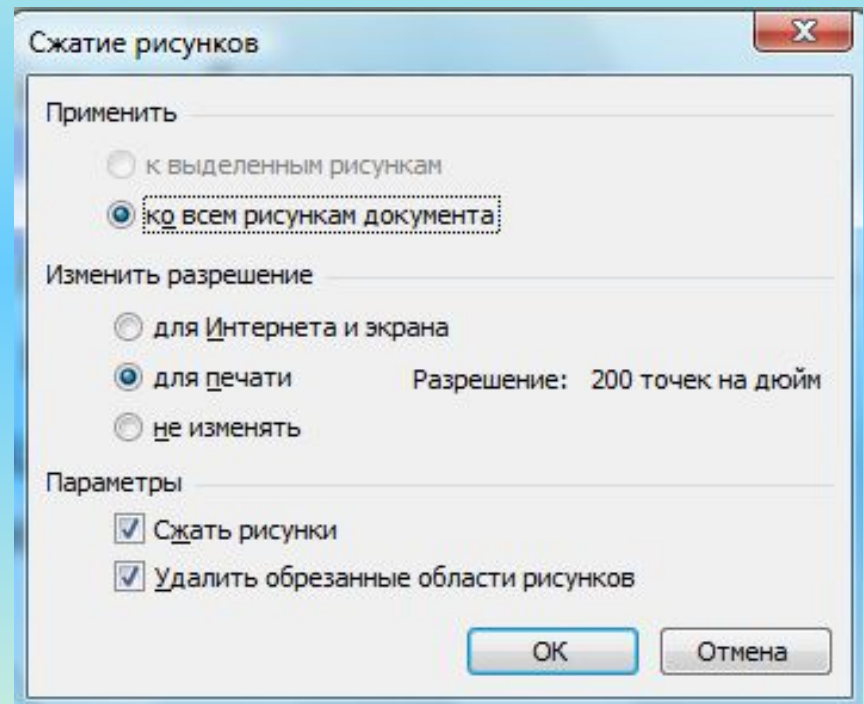 Сжатие рисунков
Применить
к выделенным рисункам
ко всем рисункам документа
Изменить разрешение
для Интернета и экрана
для печати Разрешение: 200 точек на дюйм
не изменять
Параметры
Сжать рисунки
Удалить обрезанные области рисунков
ОК Отмена